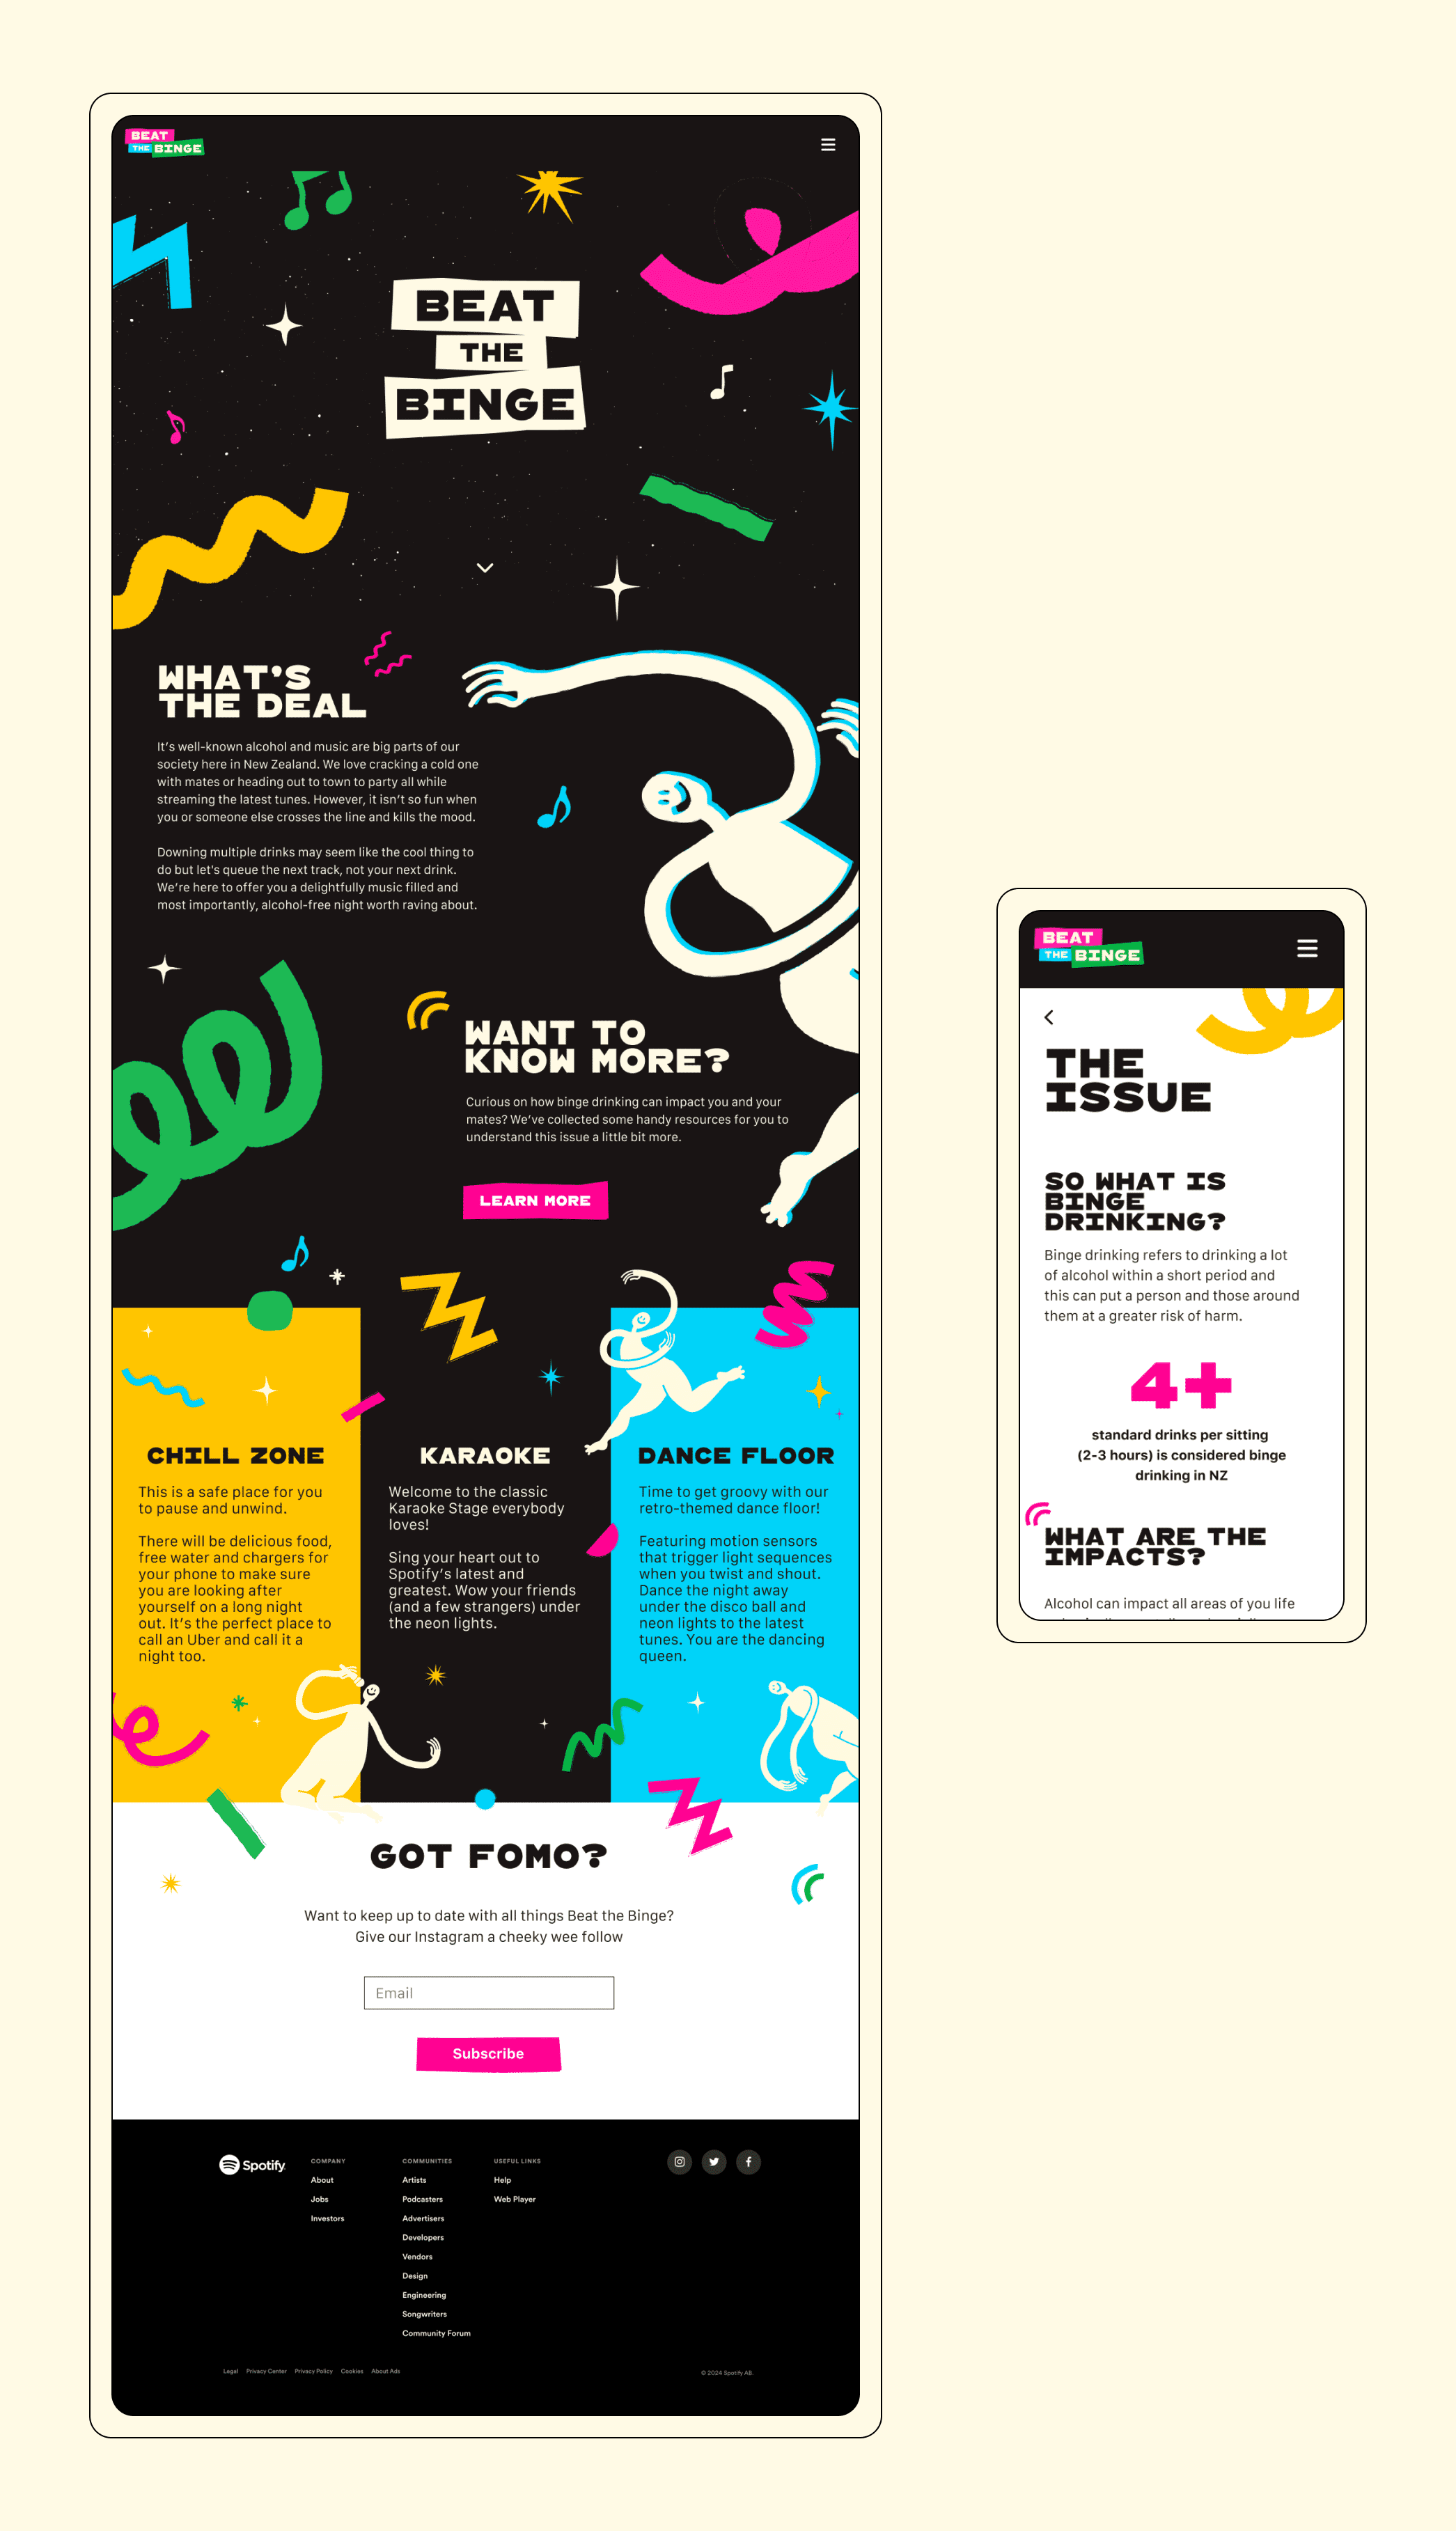 BEAT
THE BINGE
BEAT
THE
BINGE
WHAT'S
THE DEAL
It's well-known alcohol and music are big parts of our
society here in New Zealand. We love cracking a cold one
with mates or heading out to town to party all while
streaming the latest tunes. However, it isn't so fun when
you or someone else crosses the line and kills the mood.
Downing multiple drinks may seem like the cool thing to
do but let's queue the next track, not your next drink.
We're here to offer you a delightfully music filled and
most importantly, alcohol-free night worth raving about.
WANT TO
KNOW MORE?
Curious on how binge drinking can impact you and your
mates? We've collected some handy resources for you to
understand this issue a little bit more.
LEARN MORE
CHILL ZONE
This is a safe place for you
to pause and unwind.
There will be delicious food,
free water and chargers for
your phone to make sure
you are looking after
yourself on a long night
out. It's the perfect place to
call an Uber and call it a
night too.
KARAOKE
Welcome to the classic
Karaoke Stage everybody
loves!
Sing your heart out to
Spotify's latest and
greatest. Wow your friends
(and a few strangers) under
the neon lights.
DANCE FLOOR
Time to get groovy with our
retro-themed dance floor!
Featuring motion sensors
that trigger light sequences
when you twist and shout.
Dance the night away
under the disco ball and
neon lights to the latest
tunes. You are the dancing
queen.
GOT FOMO?
Want to keep up to date with all things Beat the Binge?
Give our Instagram a cheeky wee follow
Email
Subscribe
Spotify
COMPANY
About
Jobs
Investors
COMMUNITIES
Artists
Podcasters
Advertisers
Developers
Vendors
Design
Engineering
Songwriters
Community Forum
USEFUL LINKS
Help
Web Player
Legal Privacy Center Privacy Policy Cookies About Ads
© 2024 Spotify AB.
BEAT
THE BINGE
THE
ISSUE
SO WHAT IS
BINGE
DRINKING?
Binge drinking refers to drinking a lot
of alcohol within a short period and
this can put a person and those around
them at a greater risk of harm.
4+
standard drinks per sitting
(2-3 hours) is considered binge
drinking in NZ
WHAT ARE THE
IMPACTS?
Alcohol can impact all areas of you life